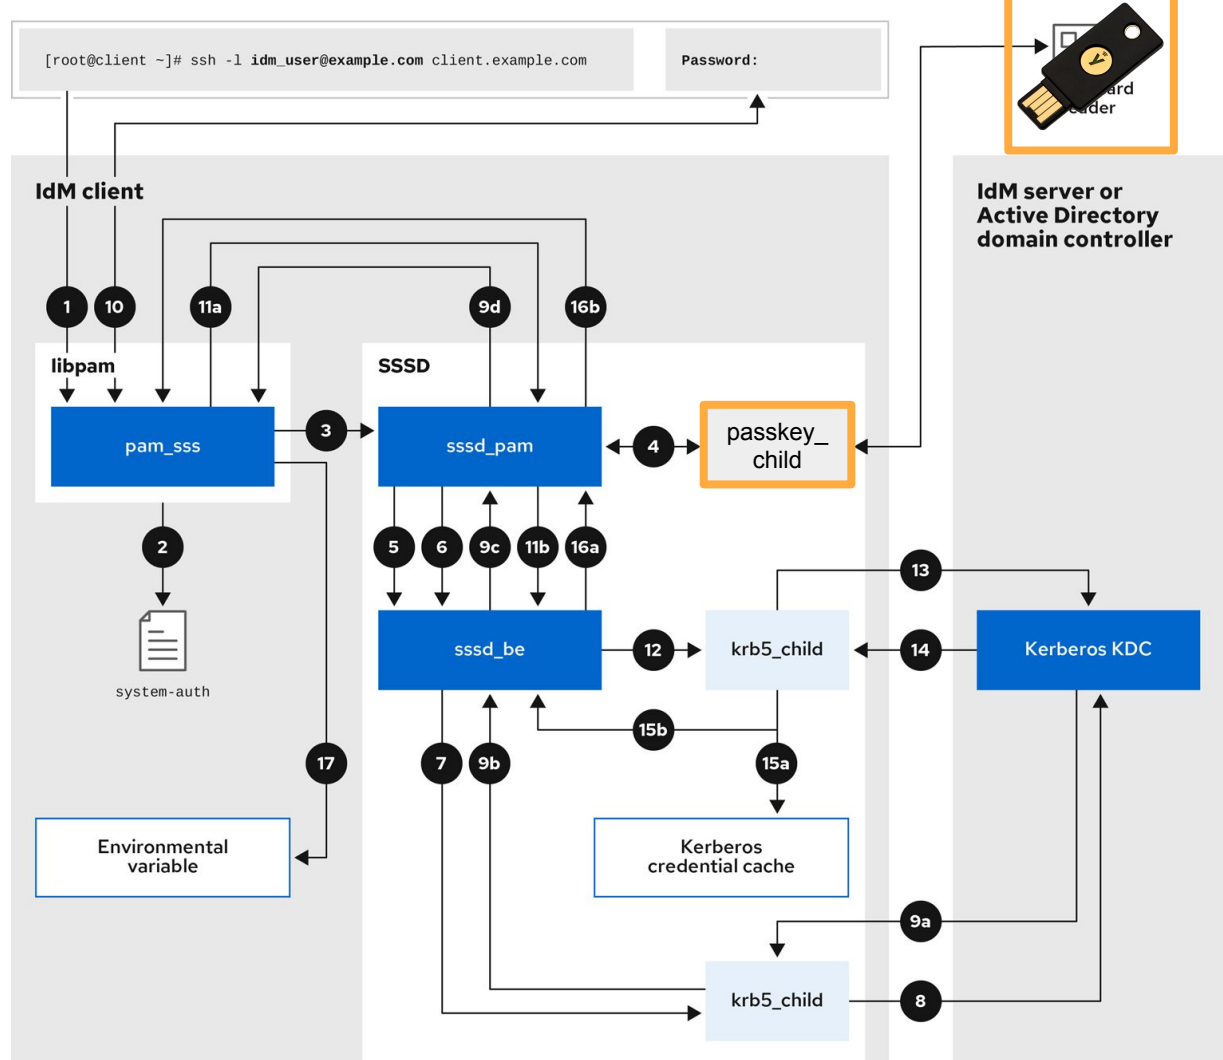 [root@client ~]# ssh -l idm_user@example.com client.example.com
Password:
ard
eader
IdM client
IdM server or
Active Directory
domain controller
1
10
11a
9d
16b
libpam
SSSD
pam_sss
3
sssd_pam
4
passkey_
child
2
5
6
9c
11b
16a
13
system-auth
sssd_be
12
krb5_child
14
Kerberos KDC
15b
17
7
9b
15a
Environmental
variable
Kerberos
credential cache
9a
krb5_child
8